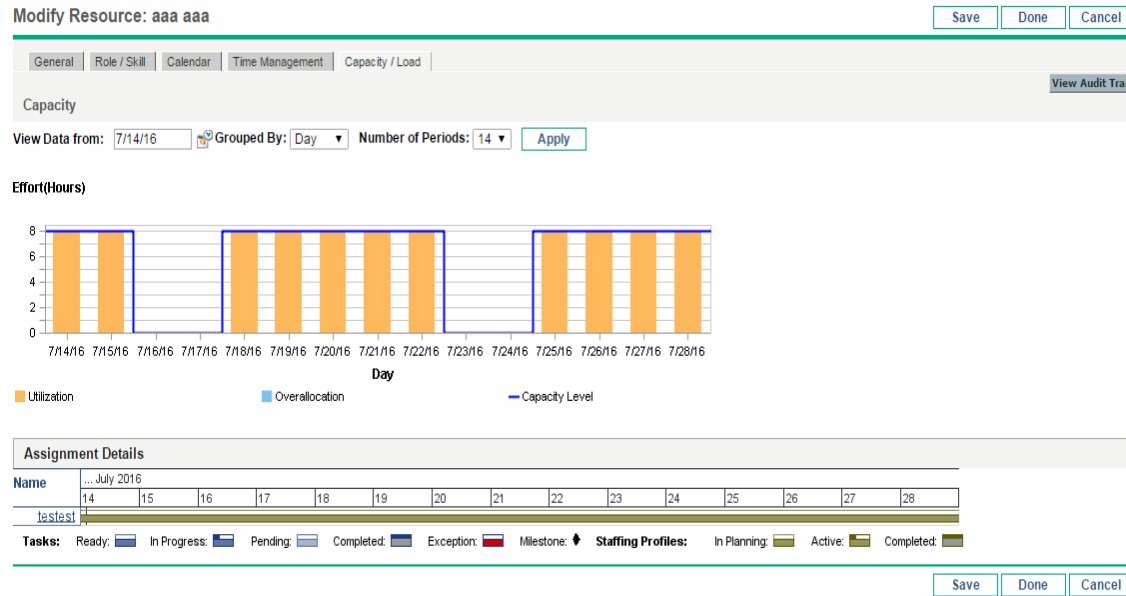 Modify Resource: aaa aaa
Save Done Cancel
General Role / Skill Calendar Time Management Capacity / Load
View Audit Tra
Capacity
View Data from: 7/14/16 Grouped By: Day Number of Periods: 14 Apply
Effort(Hours)
8
6
4
2
0
7/14/16 7/15/16 7/16/16 7/17/16 7/18/16 7/19/16 7/20/16 7/21/16 7/22/16 7/23/16 7/24/16 7/25/16 7/26/16 7/27/16 7/28/16
Day
Utilization Overallocation Capacity Level
Assignment Details
Name ... July 2016
14 15 16 17 18 19 20 21 22 23 24 25 26 27 28
testest
Tasks: Ready: In Progress: Pending: Completed: Exception: Milestone: Staffing Profiles: In Planning: Active: Completed:
Save Done Cancel